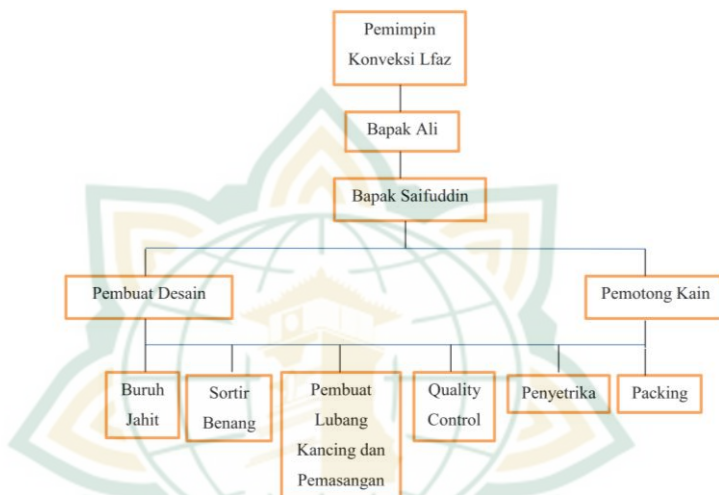 Pemimpin
Konveksi Lfaz
Bapak Ali
Bapak Saifuddin
Pembuat Desain
Pemotong Kain
Buruh
Jahit
Sortir
Benang
Pembuat
Lubang
Kancing dan
Pemasangan
Quality
Control
Penyetrika
Packing